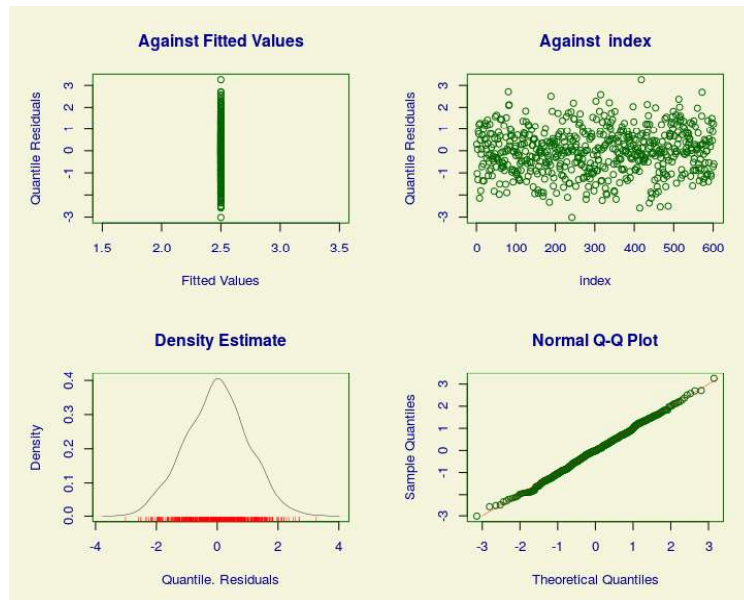 Against Fitted Values
Quantile Residuals
3
2
1
0
-1
-3
1.5 2.0 2.5 3.0 3.5
Fitted Values
Against index
Quantile Residuals
3
2
1
0
-1
-3
0 100 200 300 400 500 600
index
Density Estimate
Density
0.4
0.3
0.2
0.1
0.0
-4 -2 0 2 4
Quantile. Residuals
Normal Q-Q Plot
Sample Quantiles
3
2
1
0
-1
-3
-3 -2 -1 0 1 2 3
Theoretical Quantiles